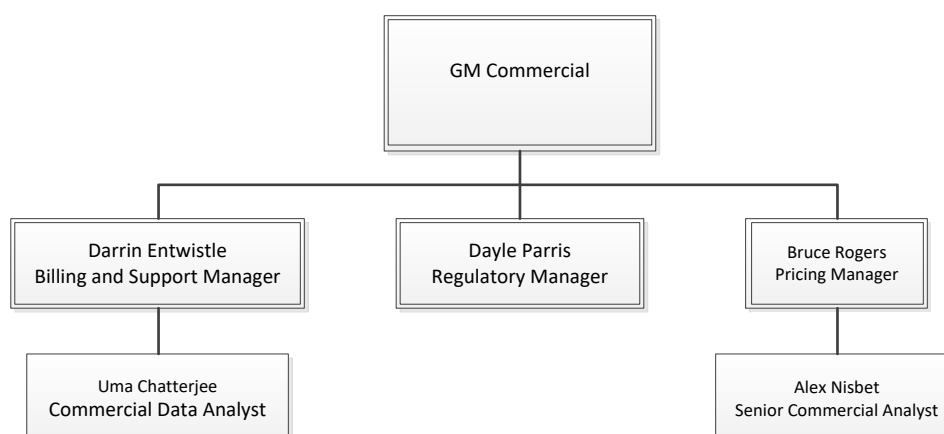 GM Commercial
Darrin Entwistle
Billing and Support Manager
Dayle Parris
Regulatory Manager
Bruce Rogers
Pricing Manager
Uma Chatterjee
Commercial Data Analyst
Alex Nisbet
Senior Commercial Analyst